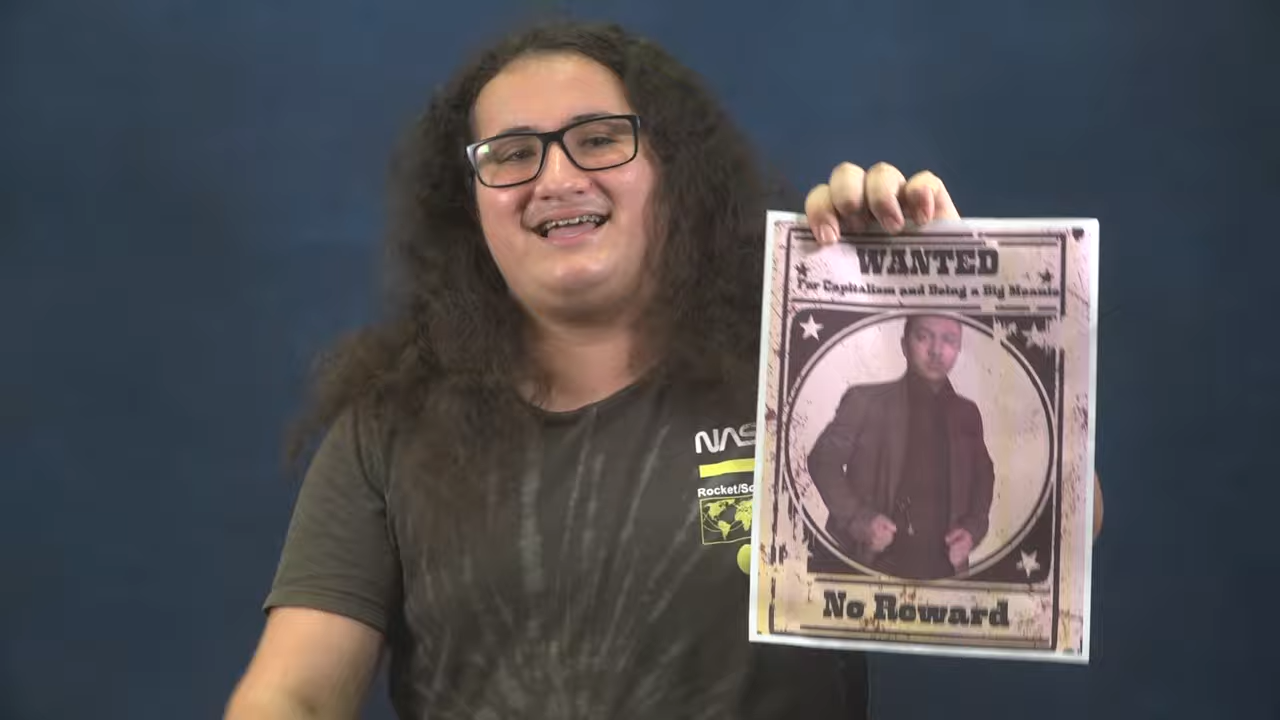 WANTED
For Capitalism and Being a Big Meanie
NAS
Rocket/Sc
No Reward